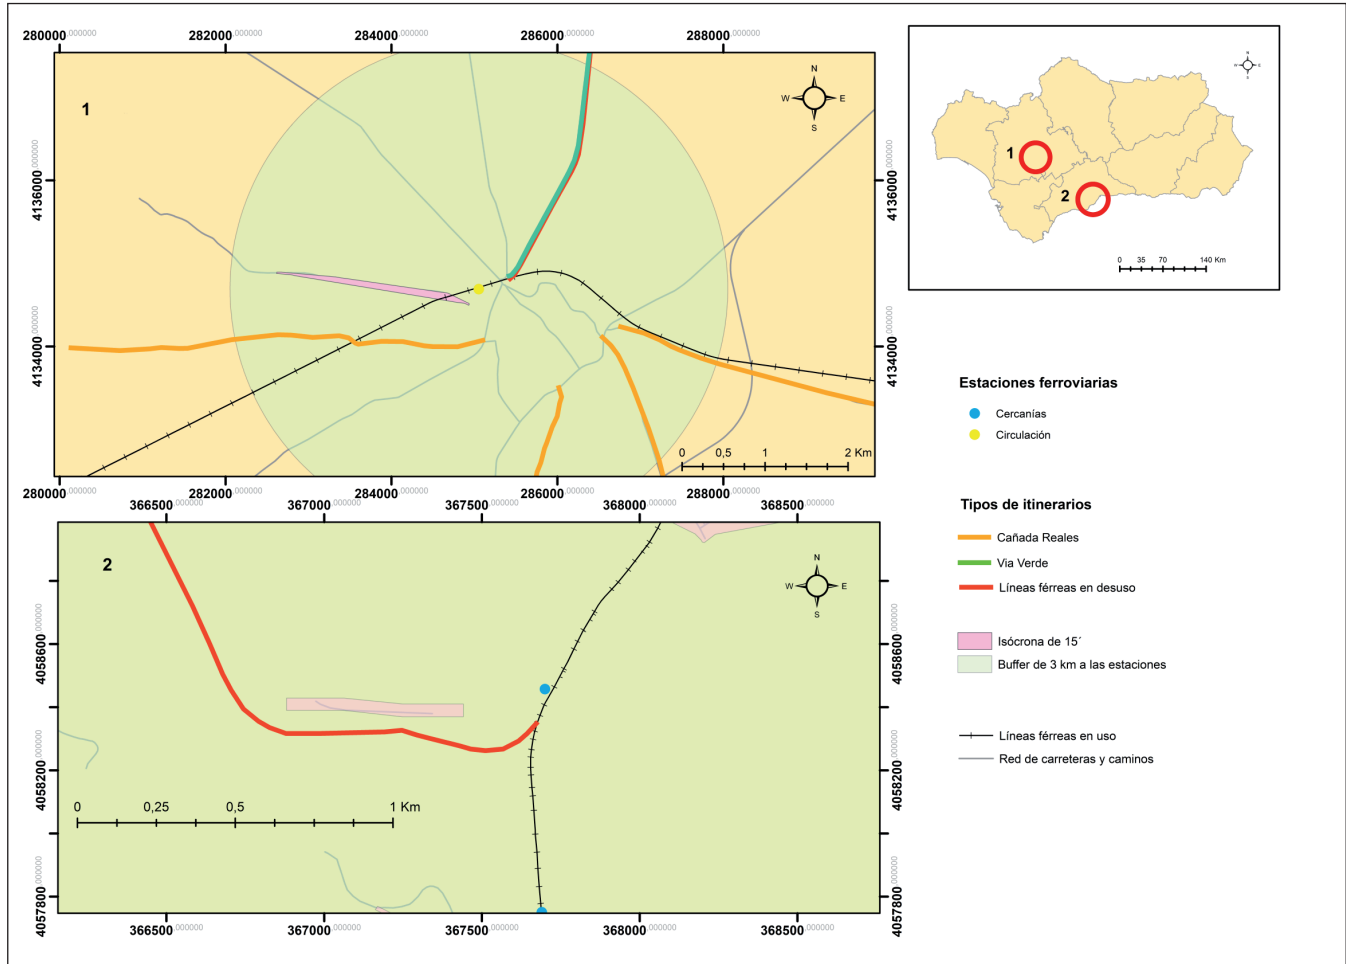 280000.000000 282000.000000 284000.000000 286000.000000 288000.000000
1
N
W E
S
4136000.000000 4136000.000000
4134000.000000 4134000.000000
0 0,5 1 2 Km
280000.000000 282000.000000 284000.000000 286000.000000 288000.000000
366500.000000 367000.000000 367500.000000 368000.000000 368500.000000
2
N
W E
S
4058600.000000 4058600.000000
4058200.000000 4058200.000000
0 0,25 0,5 1 Km
4057800.000000 4057800.000000
366500.000000 367000.000000 367500.000000 368000.000000 368500.000000
N
W E
S
1
2
0 35 70 140 Km
Estaciones ferroviarias
Cercanías
Circulación
Tipos de itinerarios
Cañada Reales
Via Verde
Líneas férreas en desuso
Isócrona de 15´
Buffer de 3 km a las estaciones
Líneas férreas en uso
Red de carreteras y caminos